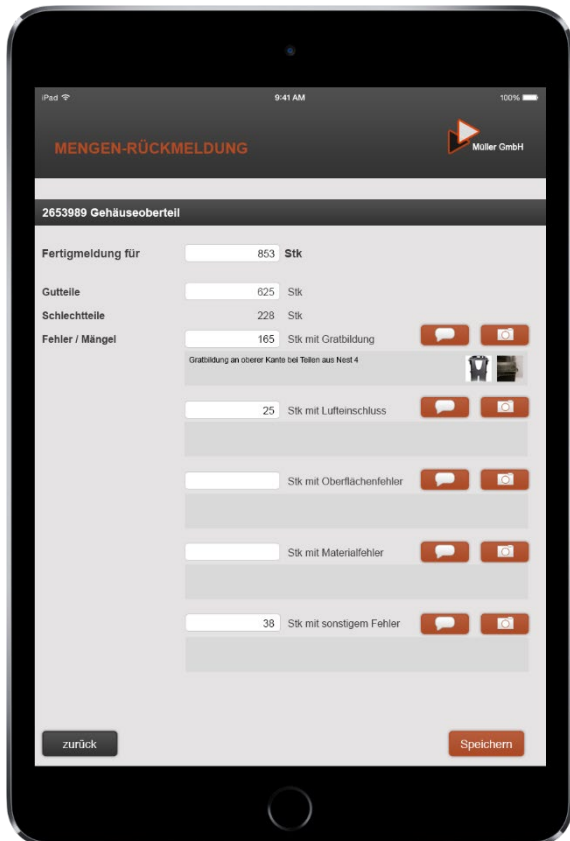 iPad 9:41 AM 100%
MENGEN-RÜCKMELDUNG
Müller GmbH
2653989 Gehäuseoberteil
Fertigmeldung für 853 Stk
Gutteile 625 Stk
Schlechtteile 228 Stk
Fehler / Mängel 165 Stk mit Gratbildung
Gratbildung an oberer Kante bei Teilen aus Nest 4
25 Stk mit Lufteinschluss
Stk mit Oberflächenfehler
Stk mit Materialfehler
38 Stk mit sonstigem Fehler
zurück Speichern